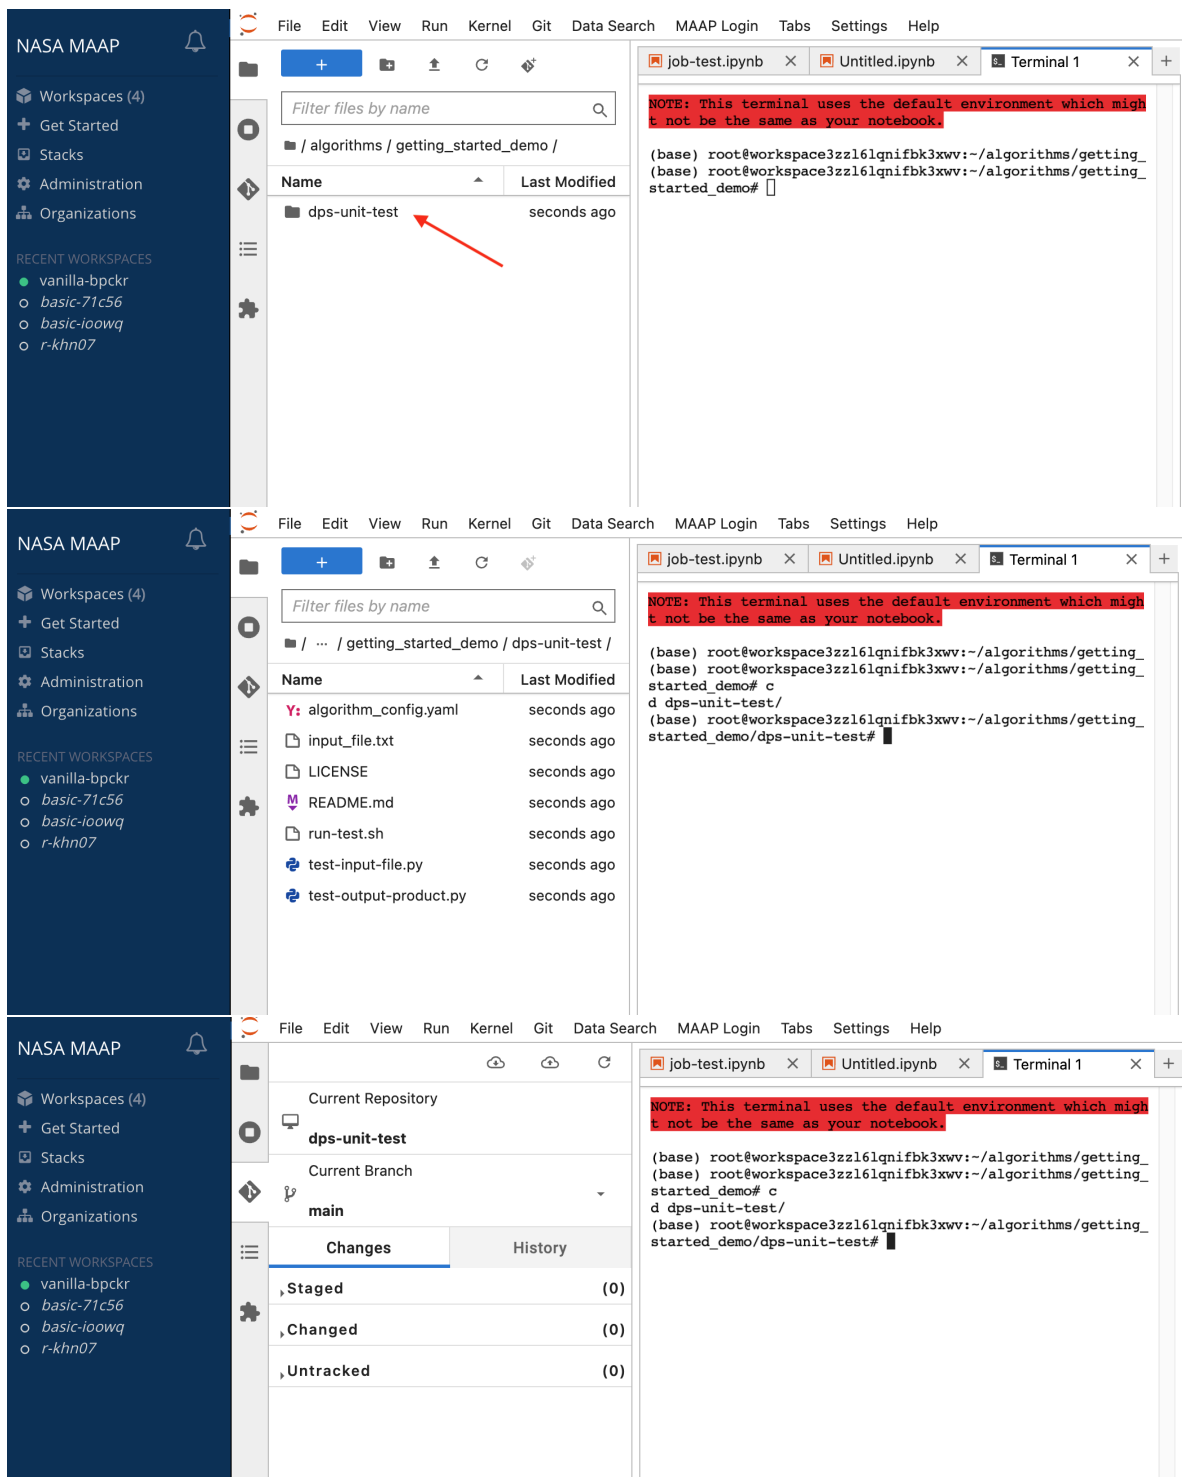 NASA MAAP
Workspaces (4)
Get Started
Stacks
Administration
Organizations
RECENT WORKSPACES
vanilla-bpckr
basic-71c56
basic-ioowq
r-khn07
File Edit View Run Kernel Git Data Search MAAP Login Tabs Settings Help
+
Filter files by name
/ algorithms / getting_started_demo /
Name Last Modified
dps-unit-test seconds ago
job-test.ipynb Untitled.ipynb Terminal 1
NOTE: This terminal uses the default environment which migh
t not be the same as your notebook.
(base) root@workspace3zzl6lqnifbk3xwv:~/algorithms/getting_
(base) root@workspace3zzl6lqnifbk3xwv:~/algorithms/getting_
started_demo#
NASA MAAP
Workspaces (4)
Get Started
Stacks
Administration
Organizations
RECENT WORKSPACES
vanilla-bpckr
basic-71c56
basic-ioowq
r-khn07
File Edit View Run Kernel Git Data Search MAAP Login Tabs Settings Help
+
Filter files by name
/ ··· / getting_started_demo / dps-unit-test /
Name Last Modified
Y: algorithm_config.yaml seconds ago
input_file.txt seconds ago
LICENSE seconds ago
M README.md seconds ago
run-test.sh seconds ago
test-input-file.py seconds ago
test-output-product.py seconds ago
job-test.ipynb Untitled.ipynb Terminal 1
NOTE: This terminal uses the default environment which migh
t not be the same as your notebook.
(base) root@workspace3zzl6lqnifbk3xwv:~/algorithms/getting_
(base) root@workspace3zzl6lqnifbk3xwv:~/algorithms/getting_
started_demo# c
d dps-unit-test/
(base) root@workspace3zzl6lqnifbk3xwv:~/algorithms/getting_
started_demo/dps-unit-test#
NASA MAAP
Workspaces (4)
Get Started
Stacks
Administration
Organizations
RECENT WORKSPACES
vanilla-bpckr
basic-71c56
basic-ioowq
r-khn07
File Edit View Run Kernel Git Data Search MAAP Login Tabs Settings Help
Current Repository
dps-unit-test
Current Branch
main
Changes History
Staged (0)
Changed (0)
Untracked (0)
job-test.ipynb Untitled.ipynb Terminal 1
NOTE: This terminal uses the default environment which migh
t not be the same as your notebook.
(base) root@workspace3zzl6lqnifbk3xwv:~/algorithms/getting_
(base) root@workspace3zzl6lqnifbk3xwv:~/algorithms/getting_
started_demo# c
d dps-unit-test/
(base) root@workspace3zzl6lqnifbk3xwv:~/algorithms/getting_
started_demo/dps-unit-test#